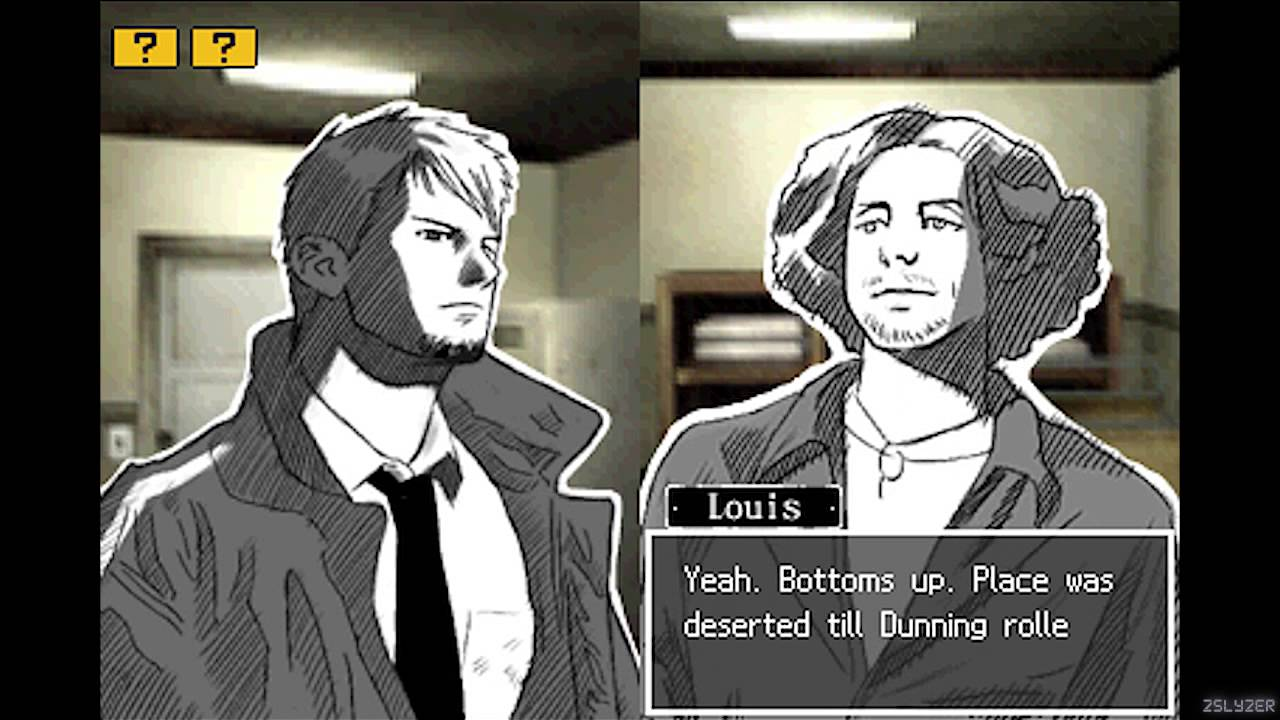 ? ?
Louis
Yeah. Bottoms up. Place was
deserted till Dunning rolle
ZSLYZER